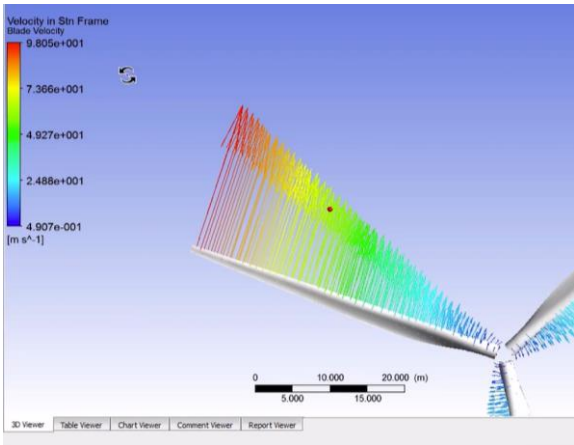 Velocity in Stn Frame
Blade Velocity
9.805e+001
7.366e+001
4.927e+001
2.488e+001
4.907e-001
[m s^-1]
0 10.000 20.000 (m)
5.000 15.000
3D Viewer Table Viewer Chart Viewer Comment Viewer Report Viewer